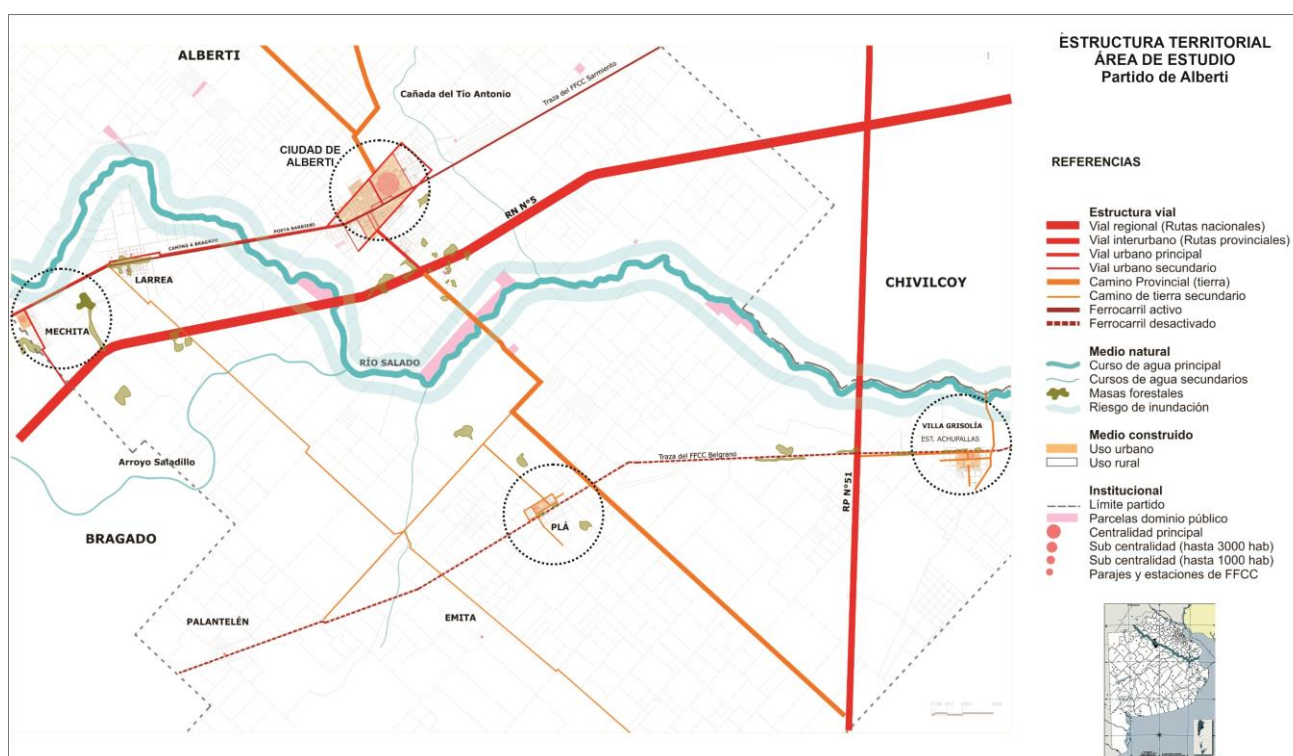 ESTRUCTURA TERRITORIAL
ÁREA DE ESTUDIO
Partido de Alberti
ALBERTI
Cañada del Tío Antonio
Traza del FFCC Sarmiento
CIUDAD DE
ALBERTI
RN N°5
CAMINO A BRAGADO
LARREA
MECHITA
CHIVILCOY
RÍO SALADO
VILLA GRISOLÍA
EST. ACHUPALLAS
Arroyo Saladillo
Traza del FFCC Belgrano
RP N°51
PLÁ
BRAGADO
PALANTELÉN
EMITA
REFERENCIAS
Estructura vial
Vial regional (Rutas nacionales)
Vial interurbano (Rutas provinciales)
Vial urbano principal
Vial urbano secundario
Camino Provincial (tierra)
Camino de tierra secundario
Ferrocarril activo
Ferrocarril desactivado
Medio natural
Curso de agua principal
Cursos de agua secundarios
Masas forestales
Riesgo de inundación
Medio construido
Uso urbano
Uso rural
Institucional
Límite partido
Parcelas dominio público
Centralidad principal
Sub centralidad (hasta 3000 hab)
Sub centralidad (hasta 1000 hab)
Parajes y estaciones de FFCC